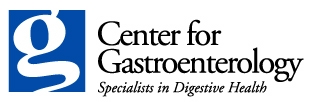 g
Center for
Gastroenterology
Specialists in Digestive Health